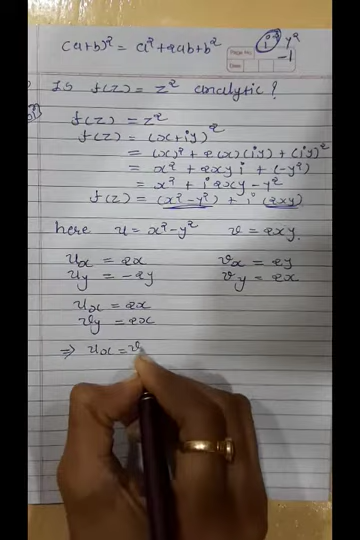 (a+b)² = a²+2ab+b²
i² y²
Page No
-1
Date
Is f(z) = z² analytic ?
f(z) = z²
f(z) = (x+iy)²
= (x)² + 2(x)(iy) + (iy)²
= x² + 2xyi + (-y²)
= x² + i2xy - y²
f(z) = (x²-y²) + i(2xy)
here u = x²-y² v = 2xy.
ux = 2x vx = 2y
uy = -2y vy = 2x
ux = 2x
vy = 2x
⇒ ux = v